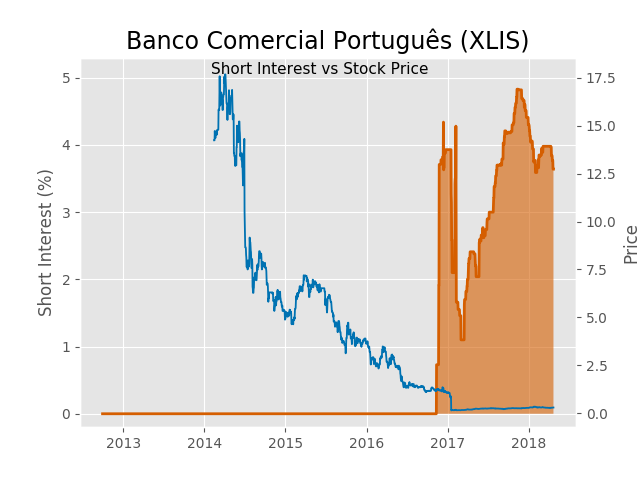 Banco Comercial Português (XLIS)
Short Interest vs Stock Price
Short Interest (%)
5
4
3
2
1
0
17.5
15.0
12.5
10.0
7.5
5.0
2.5
0.0
Price
2013 2014 2015 2016 2017 2018